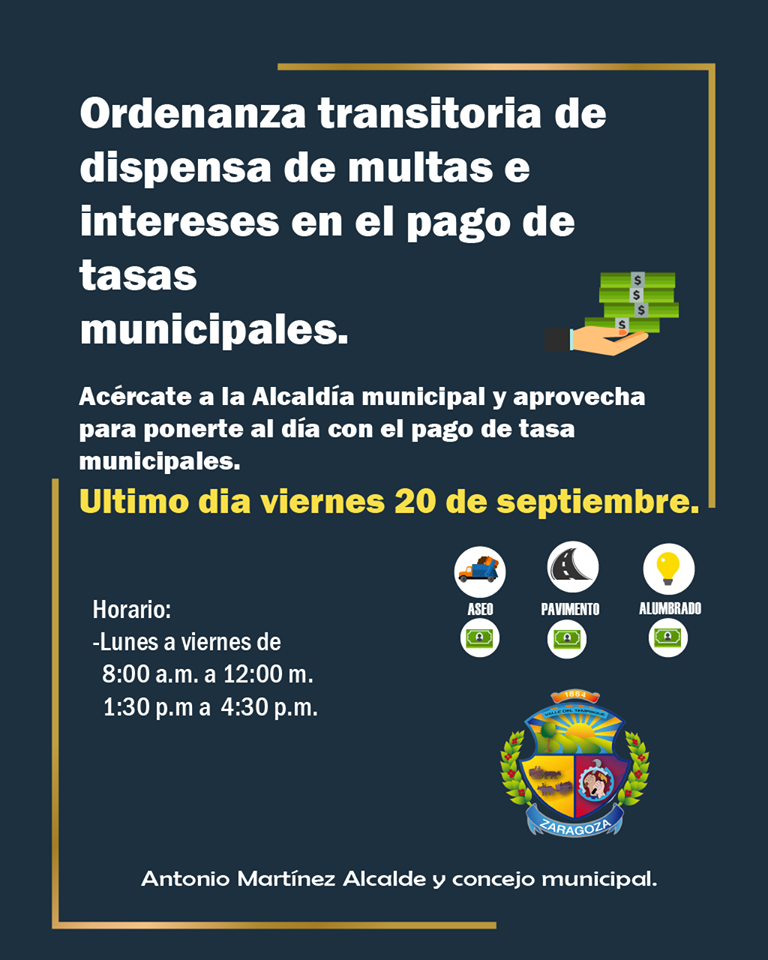 Ordenanza transitoria de
dispensa de multas e
intereses en el pago de
tasas
municipales.
$
$
$
$
Acércate a la Alcaldía municipal y aprovecha
para ponerte al día con el pago de tasa
municipales.
Ultimo dia viernes 20 de septiembre.
ASEO
PAVIMENTO
ALUMBRADO
Horario:
-Lunes a viernes de
8:00 a.m. a 12:00 m.
1:30 p.m a 4:30 p.m.
1864
VALLE DEL
ZARAGOZA
Antonio Martínez Alcalde y concejo municipal.